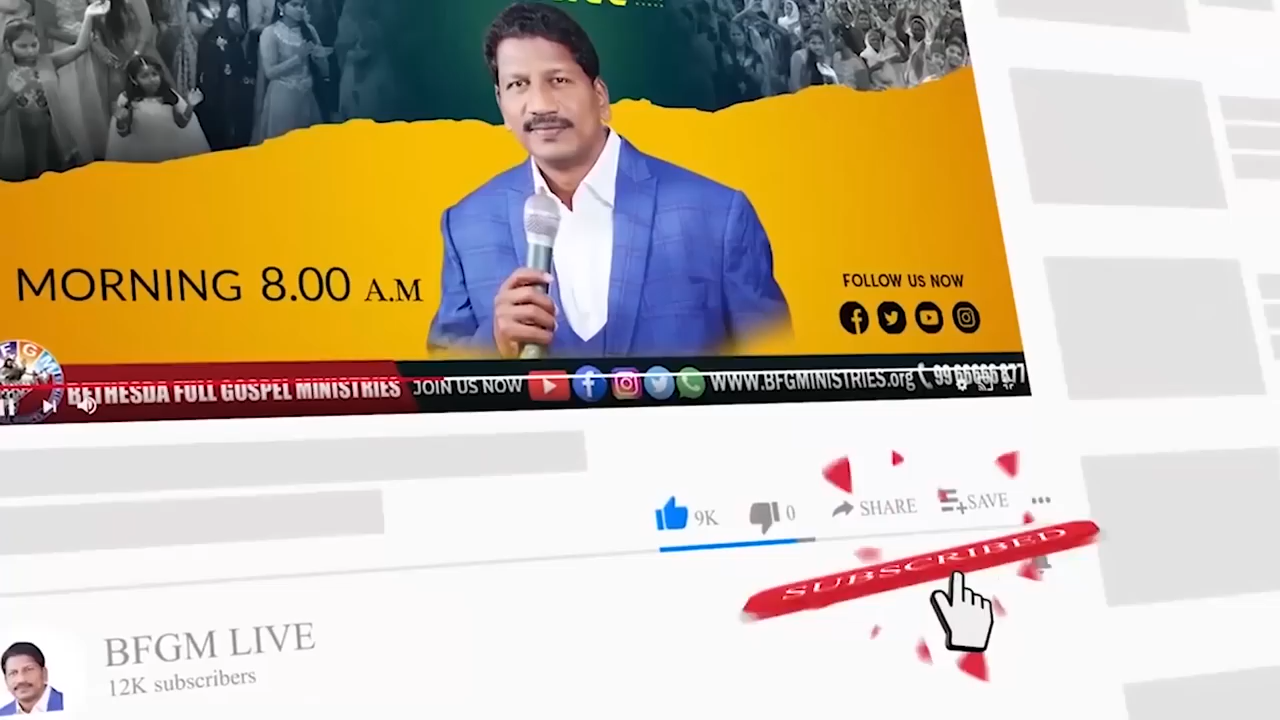 MORNING 8.00 A.M
FOLLOW US NOW
BETHESDA FULL GOSPEL MINISTRIES JOIN US NOW WWW.BFGMINISTRIES.org
9K 0 SHARE SAVE
SUBSCRIBED
BFGM LIVE
12K subscribers